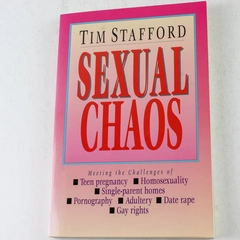 TIM STAFFORD
SEXUAL
CHAOS
Meeting the Challenges of
■ Teen pregnancy ■ Homosexuality
■ Single-parent homes
■ Pornography ■ Adultery ■ Date rape
■ Gay rights